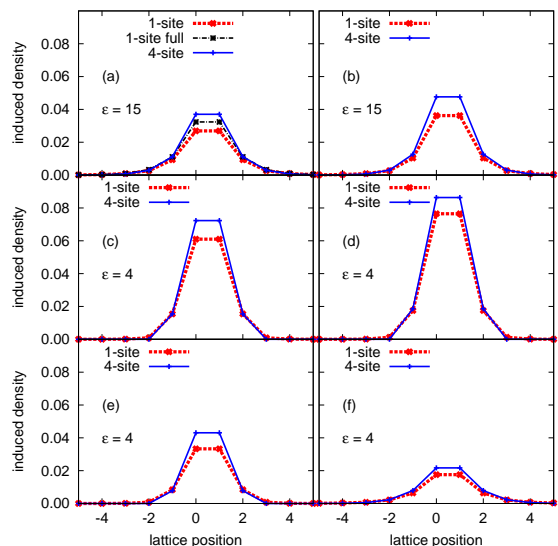 1-site
1-site full
4-site
(a)
ε = 15
induced density
0.08
0.06
0.04
0.02
0.00
1-site
4-site
(b)
ε = 15
1-site
4-site
(c)
ε = 4
induced density
0.08
0.06
0.04
0.02
0.00
1-site
4-site
(d)
ε = 4
1-site
4-site
(e)
ε = 4
induced density
0.08
0.06
0.04
0.02
0.00
-4 -2 0 2 4
lattice position
1-site
4-site
(f)
ε = 4
-4 -2 0 2 4
lattice position